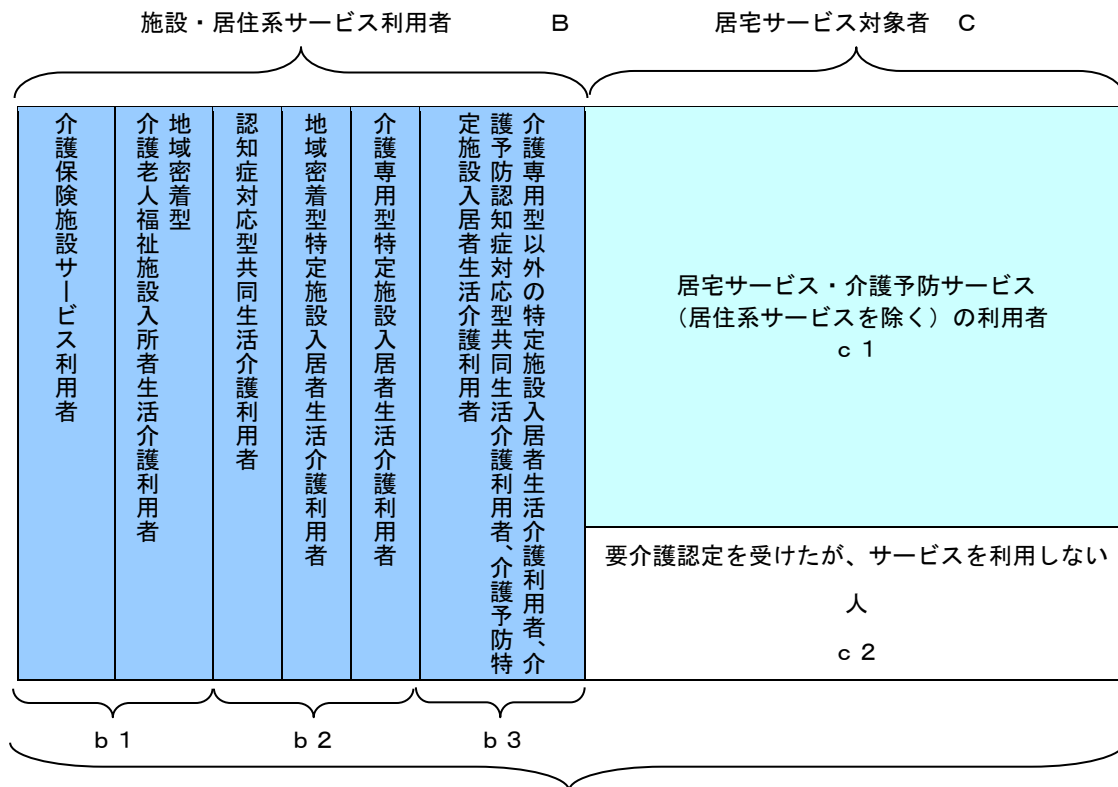 施設・居住系サービス利用者　B
居宅サービス対象者　C
介護保険施設サービス利用者
地域密着型
介護老人福祉施設入所者生活介護利用者
認知症対応型共同生活介護利用者
地域密着型特定施設入居者生活介護利用者
介護専用型特定施設入居者生活介護利用者
介護専用型以外の特定施設入居者生活介護利用者、介
護予防認知症対応型共同生活介護利用者、介護予防特
定施設入居者生活介護利用者
居宅サービス・介護予防サービス
（居住系サービスを除く）の利用者
ｃ１
要介護認定を受けたが、サービスを利用しない
人
ｃ２
ｂ１
ｂ２
ｂ３